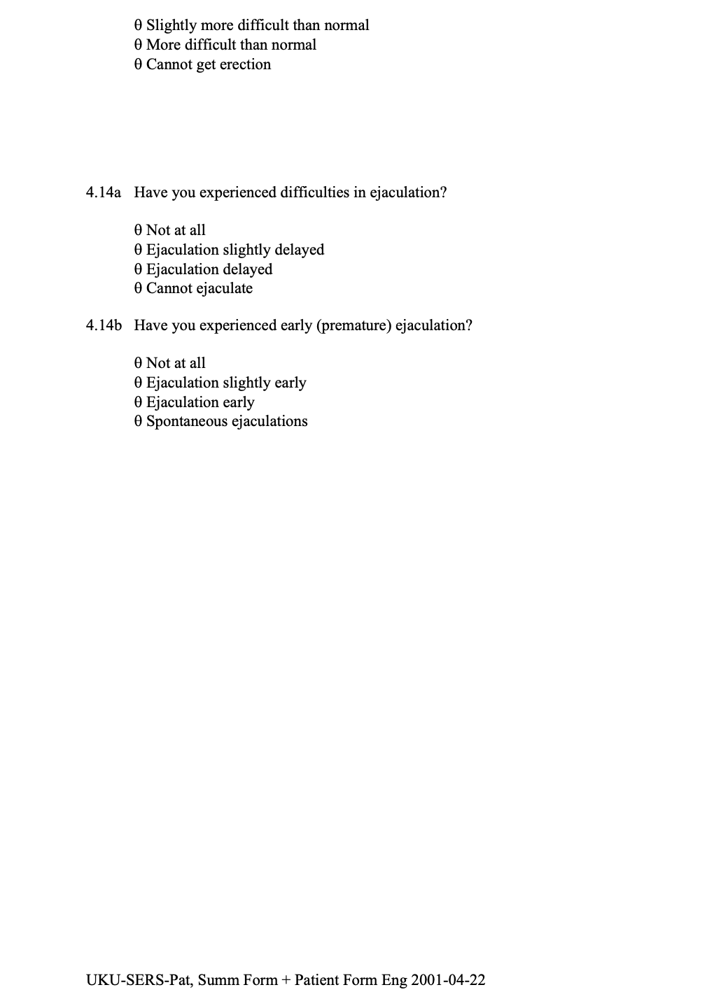 θ Slightly more difficult than normal
θ More difficult than normal
θ Cannot get erection
4.14a Have you experienced difficulties in ejaculation?
θ Not at all
θ Ejaculation slightly delayed
θ Ejaculation delayed
θ Cannot ejaculate
4.14b Have you experienced early (premature) ejaculation?
θ Not at all
θ Ejaculation slightly early
θ Ejaculation early
θ Spontaneous ejaculations
UKU-SERS-Pat, Summ Form + Patient Form Eng 2001-04-22